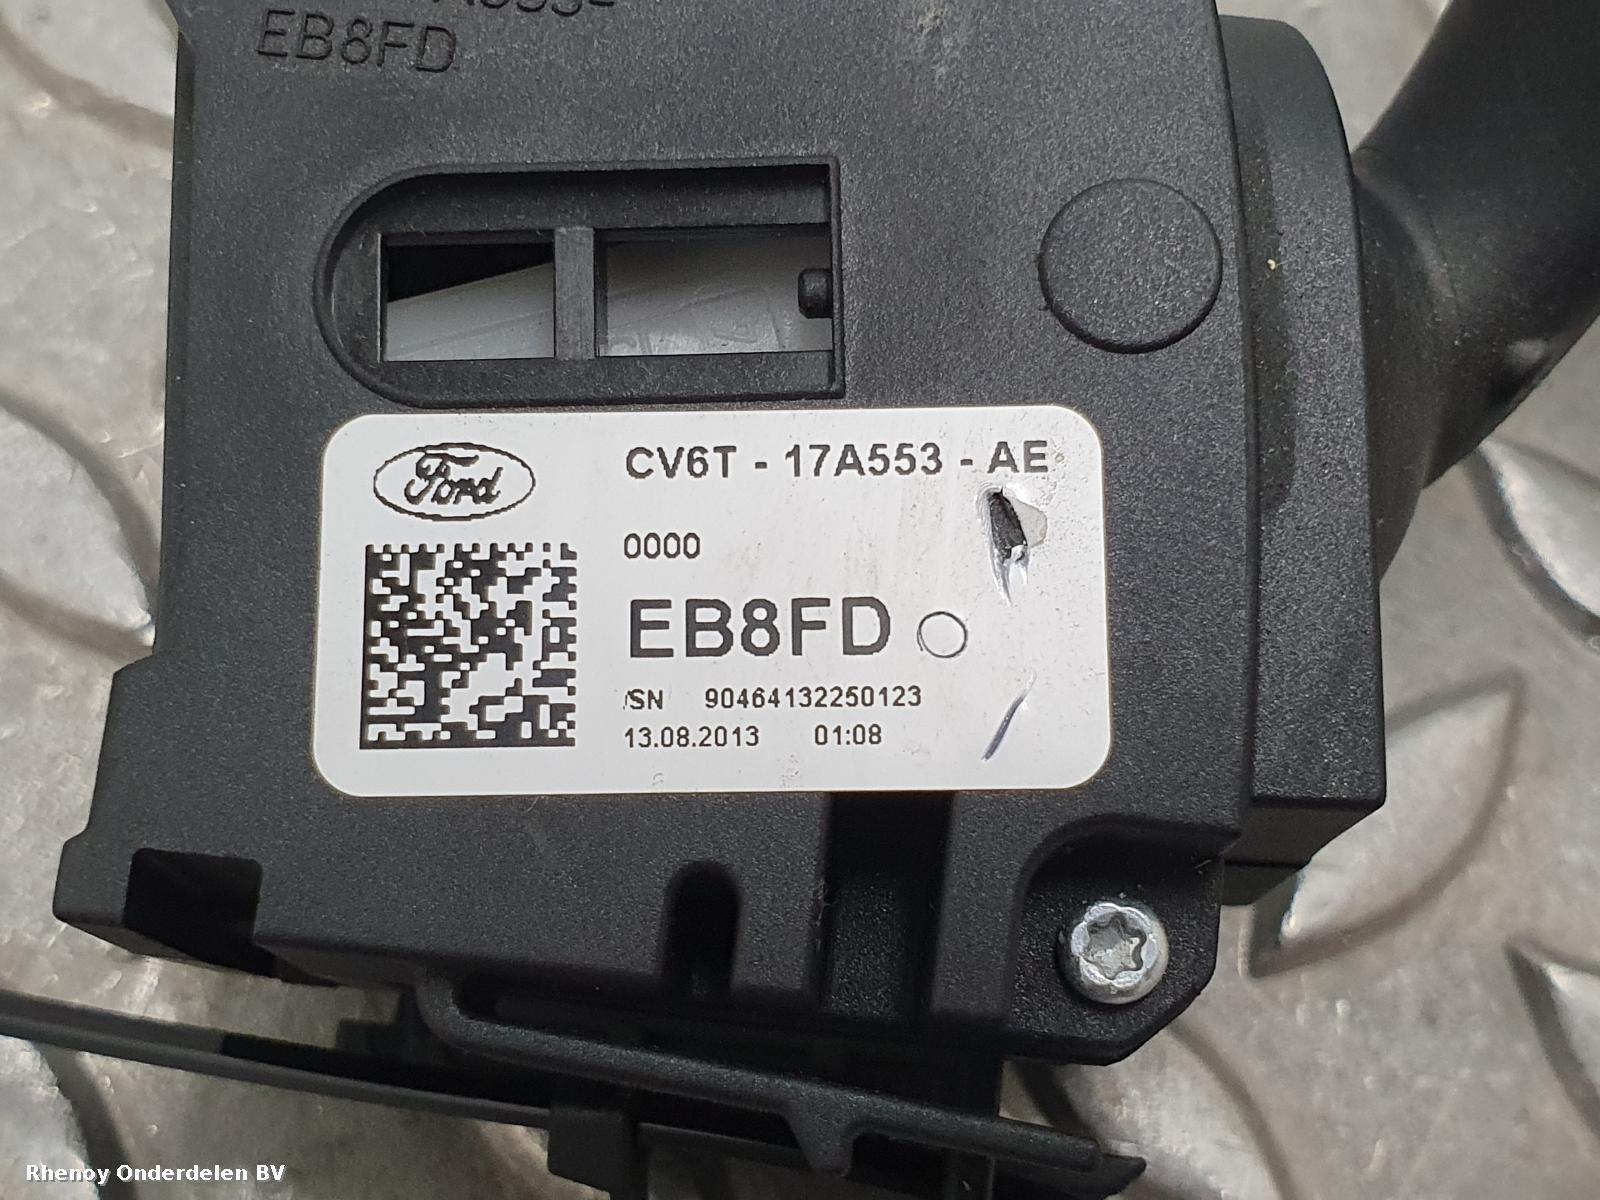 EB8FD
Ford
CV6T - 17A553 - AE
0000
EB8FD
SN 90464132250123
13.08.2013 01:08
Rhenoy Onderdelen BV